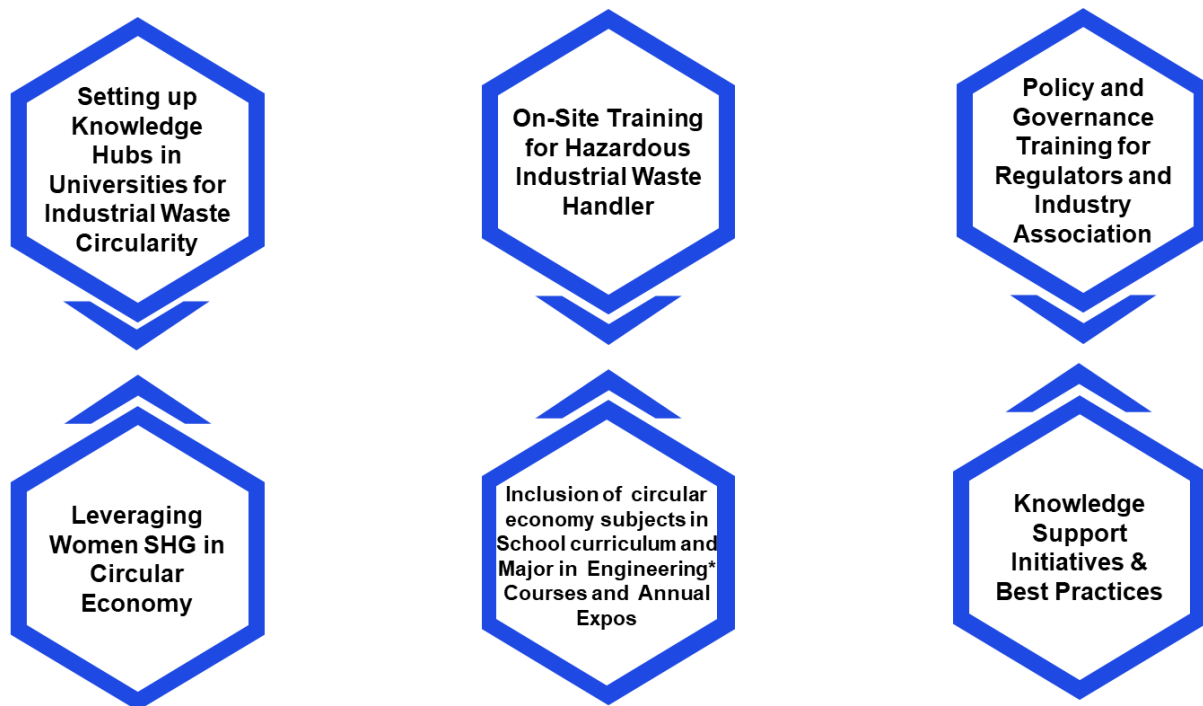 Setting up
Knowledge
Hubs in
Universities for
Industrial Waste
Circularity
On-Site Training
for Hazardous
Industrial Waste
Handler
Policy and
Governance
Training for
Regulators and
Industry
Association
Leveraging
Women SHG in
Circular
Economy
Inclusion of circular
economy subjects in
School curriculum and
Major in Engineering*
Courses and Annual
Expos
Knowledge
Support
Initiatives &
Best Practices